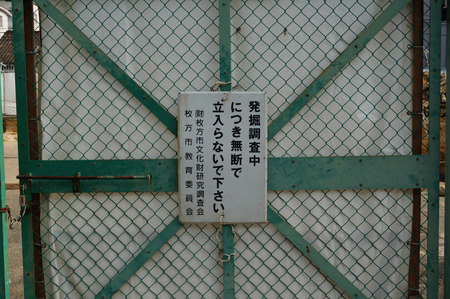 発掘調査中
につき無断で
立入らないで下さい
㈶枚方市文化財研究調査会
枚方市教育委員会